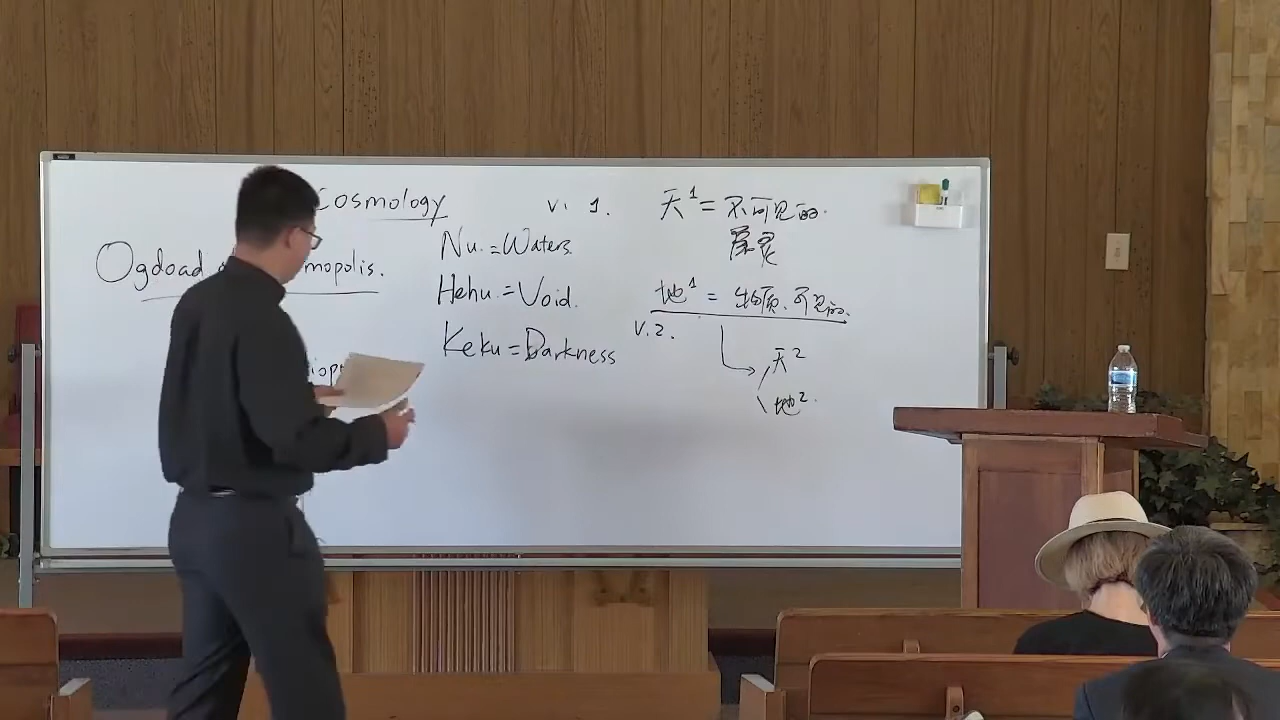 Cosmology
Ogdoad
mopolis.
Nu. = Waters.
Hehu. = Void.
Keku = Darkness
v. 1.
天¹ = 不可见的.
地¹ = 物质、可见的.
v.2.
天²
地².